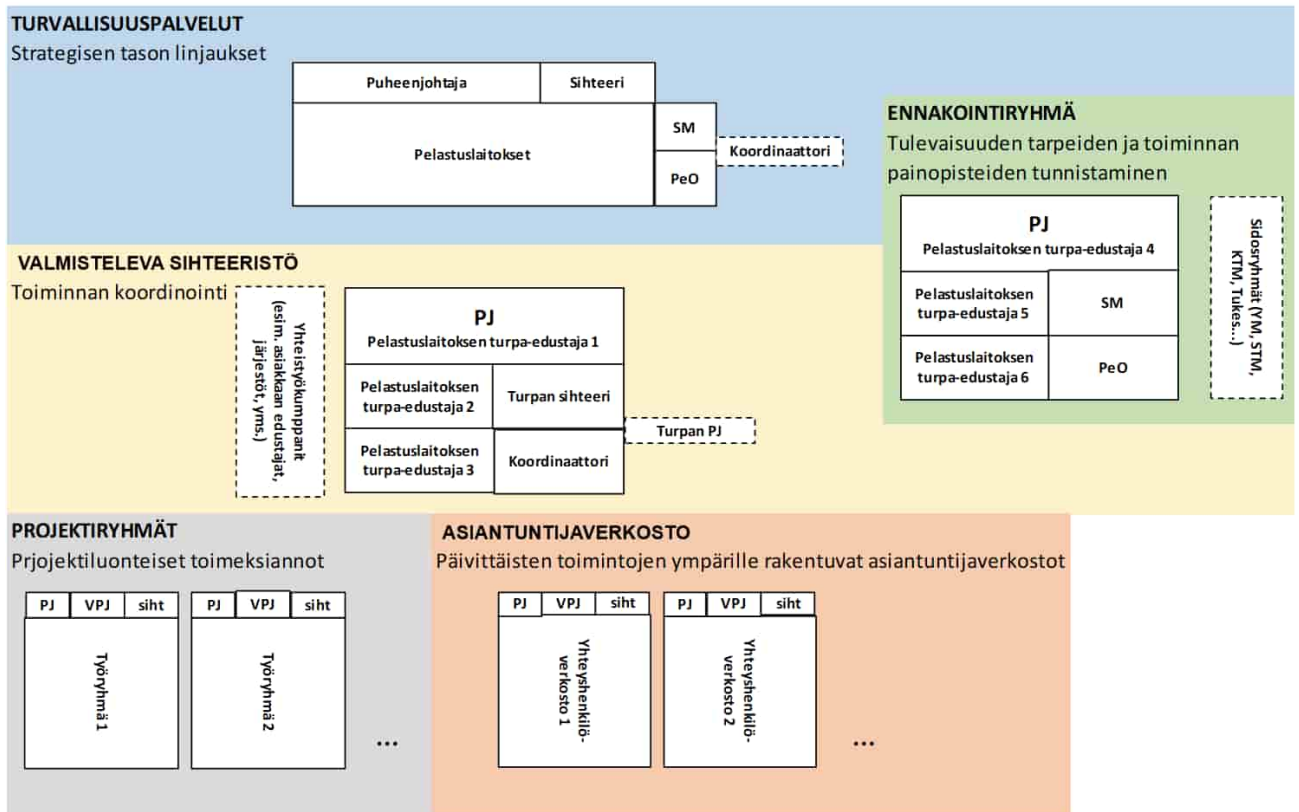 TURVALLISUUSPALVELUT
Strategisen tason linjaukset
Puheenjohtaja
Sihteeri
Pelastuslaitokset
SM
PeO
Koordinaattori
ENNAKOINTIRYHMÄ
Tulevaisuuden tarpeiden ja toiminnan
painopisteiden tunnistaminen
PJ
Pelastuslaitoksen turpa-edustaja 4
Pelastuslaitoksen
turpa-edustaja 5
SM
Pelastuslaitoksen
turpa-edustaja 6
PeO
Sidosryhmät (YM, STM,
KTM, Tukes...)
VALMISTELEVA SIHTEERISTÖ
Toiminnan koordinointi
Yhteistyökumppanit
(esim. asiakkaan edustajat,
järjestöt, yms.)
PJ
Pelastuslaitoksen turpa-edustaja 1
Pelastuslaitoksen
turpa-edustaja 2
Turpan sihteeri
Pelastuslaitoksen
turpa-edustaja 3
Koordinaattori
Turpan PJ
PROJEKTIRYHMÄT
Prjojektiluonteiset toimeksiannot
PJ
VPJ
siht
Työryhmä 1
PJ
VPJ
siht
Työryhmä 2
...
ASIANTUNTIJAVERKOSTO
Päivittäisten toimintojen ympärille rakentuvat asiantuntijaverkostot
PJ
VPJ
siht
Yhteyshenkilö-
verkosto 1
PJ
VPJ
siht
Yhteyshenkilö-
verkosto 2
...